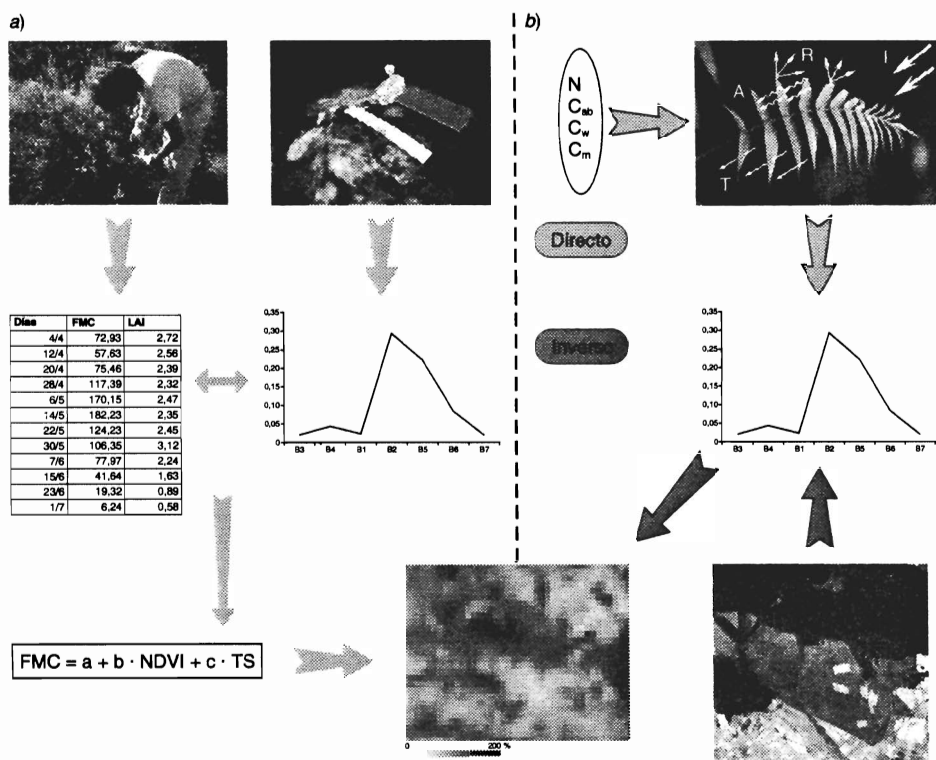 a)
Días FMC LAI
4/4 72,93 2,72
12/4 57,63 2,56
20/4 75,46 2,39
28/4 117,39 2,32
6/5 170,15 2,47
14/5 182,23 2,35
22/5 124,23 2,45
30/5 106,35 3,12
7/6 77,97 2,24
15/6 41,64 1,63
23/6 19,32 0,89
1/7 6,24 0,58
0,35
0,30
0,25
0,20
0,15
0,10
0,05
0
B3 B4 B1 B2 B5 B6 B7
FMC = a + b · NDVI + c · TS
0 200 %
b)
N
Cab
Cw
Cm
A R I
T
Directo
Inverso
0,35
0,30
0,25
0,20
0,15
0,10
0,05
0
B3 B4 B1 B2 B5 B6 B7